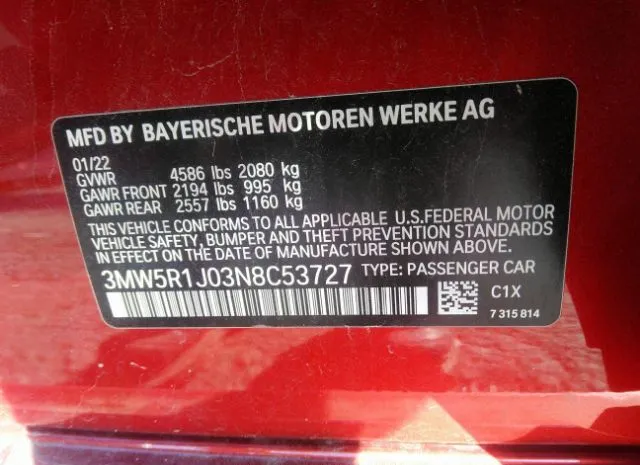 MFD BY BAYERISCHE MOTOREN WERKE AG
01/22
GVWR 4586 lbs 2080 kg
GAWR FRONT 2194 lbs 995 kg
GAWR REAR 2557 lbs 1160 kg
THIS VEHICLE CONFORMS TO ALL APPLICABLE U.S.FEDERAL MOTOR
VEHICLE SAFETY, BUMPER AND THEFT PREVENTION STANDARDS
IN EFFECT ON THE DATE OF MANUFACTURE SHOWN ABOVE.
3MW5R1J03N8C53727 TYPE: PASSENGER CAR
C1X
7 315 814